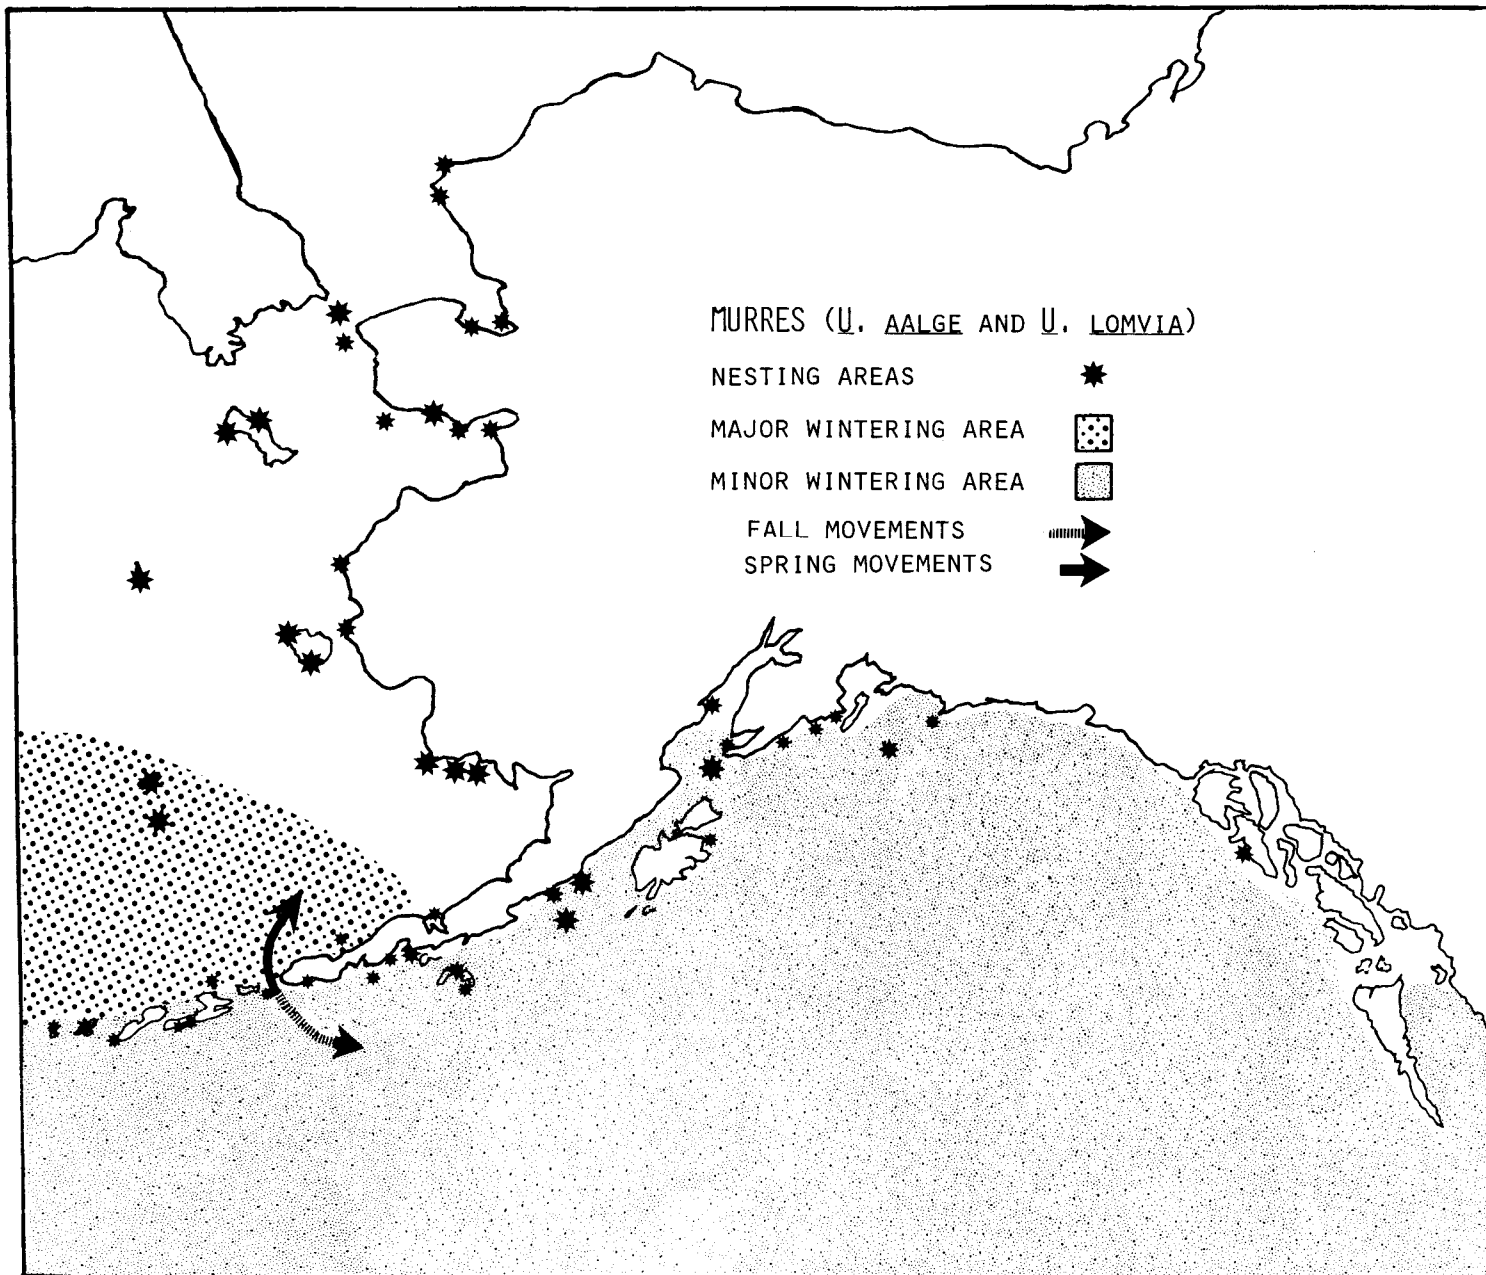 MURRES (U. AALGE AND U. LOMVIA)
NESTING AREAS
MAJOR WINTERING AREA
MINOR WINTERING AREA
FALL MOVEMENTS
SPRING MOVEMENTS